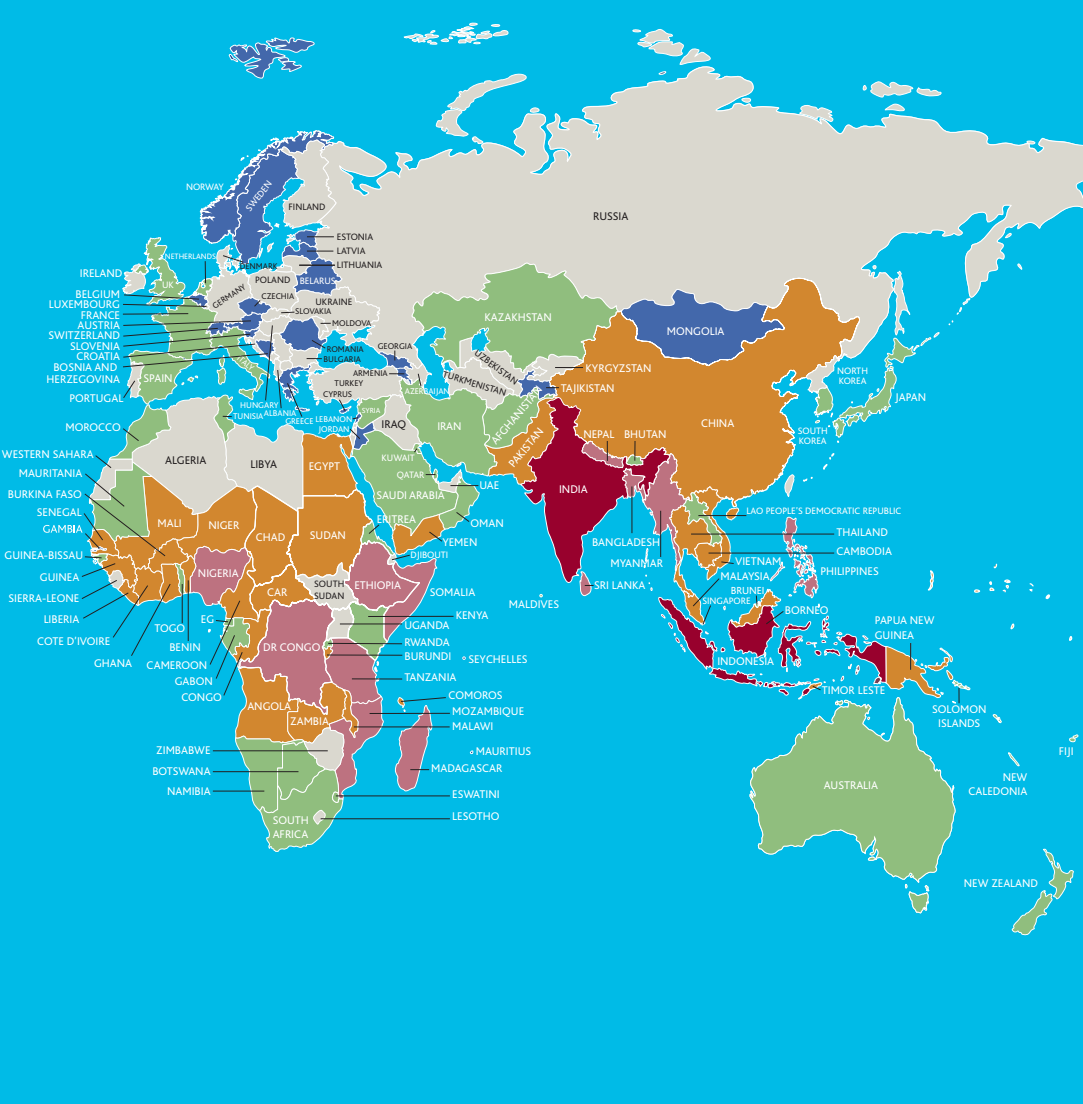 NORWAY
SWEDEN
FINLAND
RUSSIA
ESTONIA
LATVIA
LITHUANIA
NETHERLANDS
DENMARK
IRELAND
UK
POLAND
BELARUS
BELGIUM
GERMANY
CZECHIA
UKRAINE
LUXEMBOURG
SLOVAKIA
FRANCE
MOLDOVA
AUSTRIA
SWITZERLAND
SLOVENIA
ROMANIA
CROATIA
BULGARIA
GEORGIA
BOSNIA AND
HERZEGOVINA
ITALY
SPAIN
ARMENIA
AZERBAIJAN
PORTUGAL
TURKEY
CYPRUS
HUNGARY
ALBANIA
TUNISIA
GREECE
LEBANON
JORDAN
SYRIA
IRAQ
IRAN
KAZAKHSTAN
UZBEKISTAN
TURKMENISTAN
KYRGYZSTAN
TAJIKISTAN
AFGHANISTAN
PAKISTAN
MONGOLIA
CHINA
NORTH
KOREA
JAPAN
SOUTH
KOREA
NEPAL
BHUTAN
INDIA
MOROCCO
WESTERN SAHARA
MAURITANIA
BURKINA FASO
SENEGAL
GAMBIA
GUINEA-BISSAU
GUINEA
SIERRA-LEONE
LIBERIA
COTE D'IVOIRE
GHANA
TOGO
BENIN
CAMEROON
GABON
CONGO
EG
ALGERIA
LIBYA
EGYPT
KUWAIT
QATAR
UAE
SAUDI ARABIA
OMAN
ERITREA
YEMEN
DJIBOUTI
MALI
NIGER
CHAD
SUDAN
NIGERIA
CAR
SOUTH
SUDAN
ETHIOPIA
SOMALIA
KENYA
UGANDA
RWANDA
BURUNDI
DR CONGO
SEYCHELLES
TANZANIA
COMOROS
MOZAMBIQUE
MALAWI
ANGOLA
ZAMBIA
ZIMBABWE
BOTSWANA
NAMIBIA
MAURITIUS
MADAGASCAR
ESWATINI
LESOTHO
SOUTH
AFRICA
BANGLADESH
MYANMAR
SRI LANKA
MALDIVES
LAO PEOPLE'S DEMOCRATIC REPUBLIC
THAILAND
CAMBODIA
VIETNAM
PHILIPPINES
MALAYSIA
BRUNEI
SINGAPORE
BORNEO
INDONESIA
PAPUA NEW
GUINEA
TIMOR LESTE
SOLOMON
ISLANDS
FIJI
NEW
CALEDONIA
AUSTRALIA
NEW ZEALAND